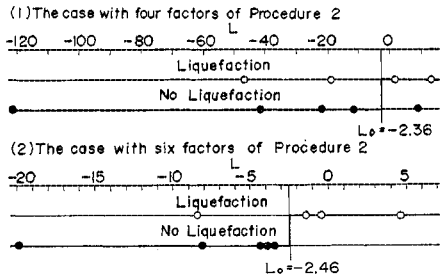 (1)The case with four factors of Procedure 2
L
-120 -100 -80 -60 -40 -20 0
Liquefaction
No Liquefaction
Lo=-2.36
(2)The case with six factors of Procedure 2
L
-20 -15 -10 -5 0 5
Liquefaction
No Liquefaction
Lo=-2.46